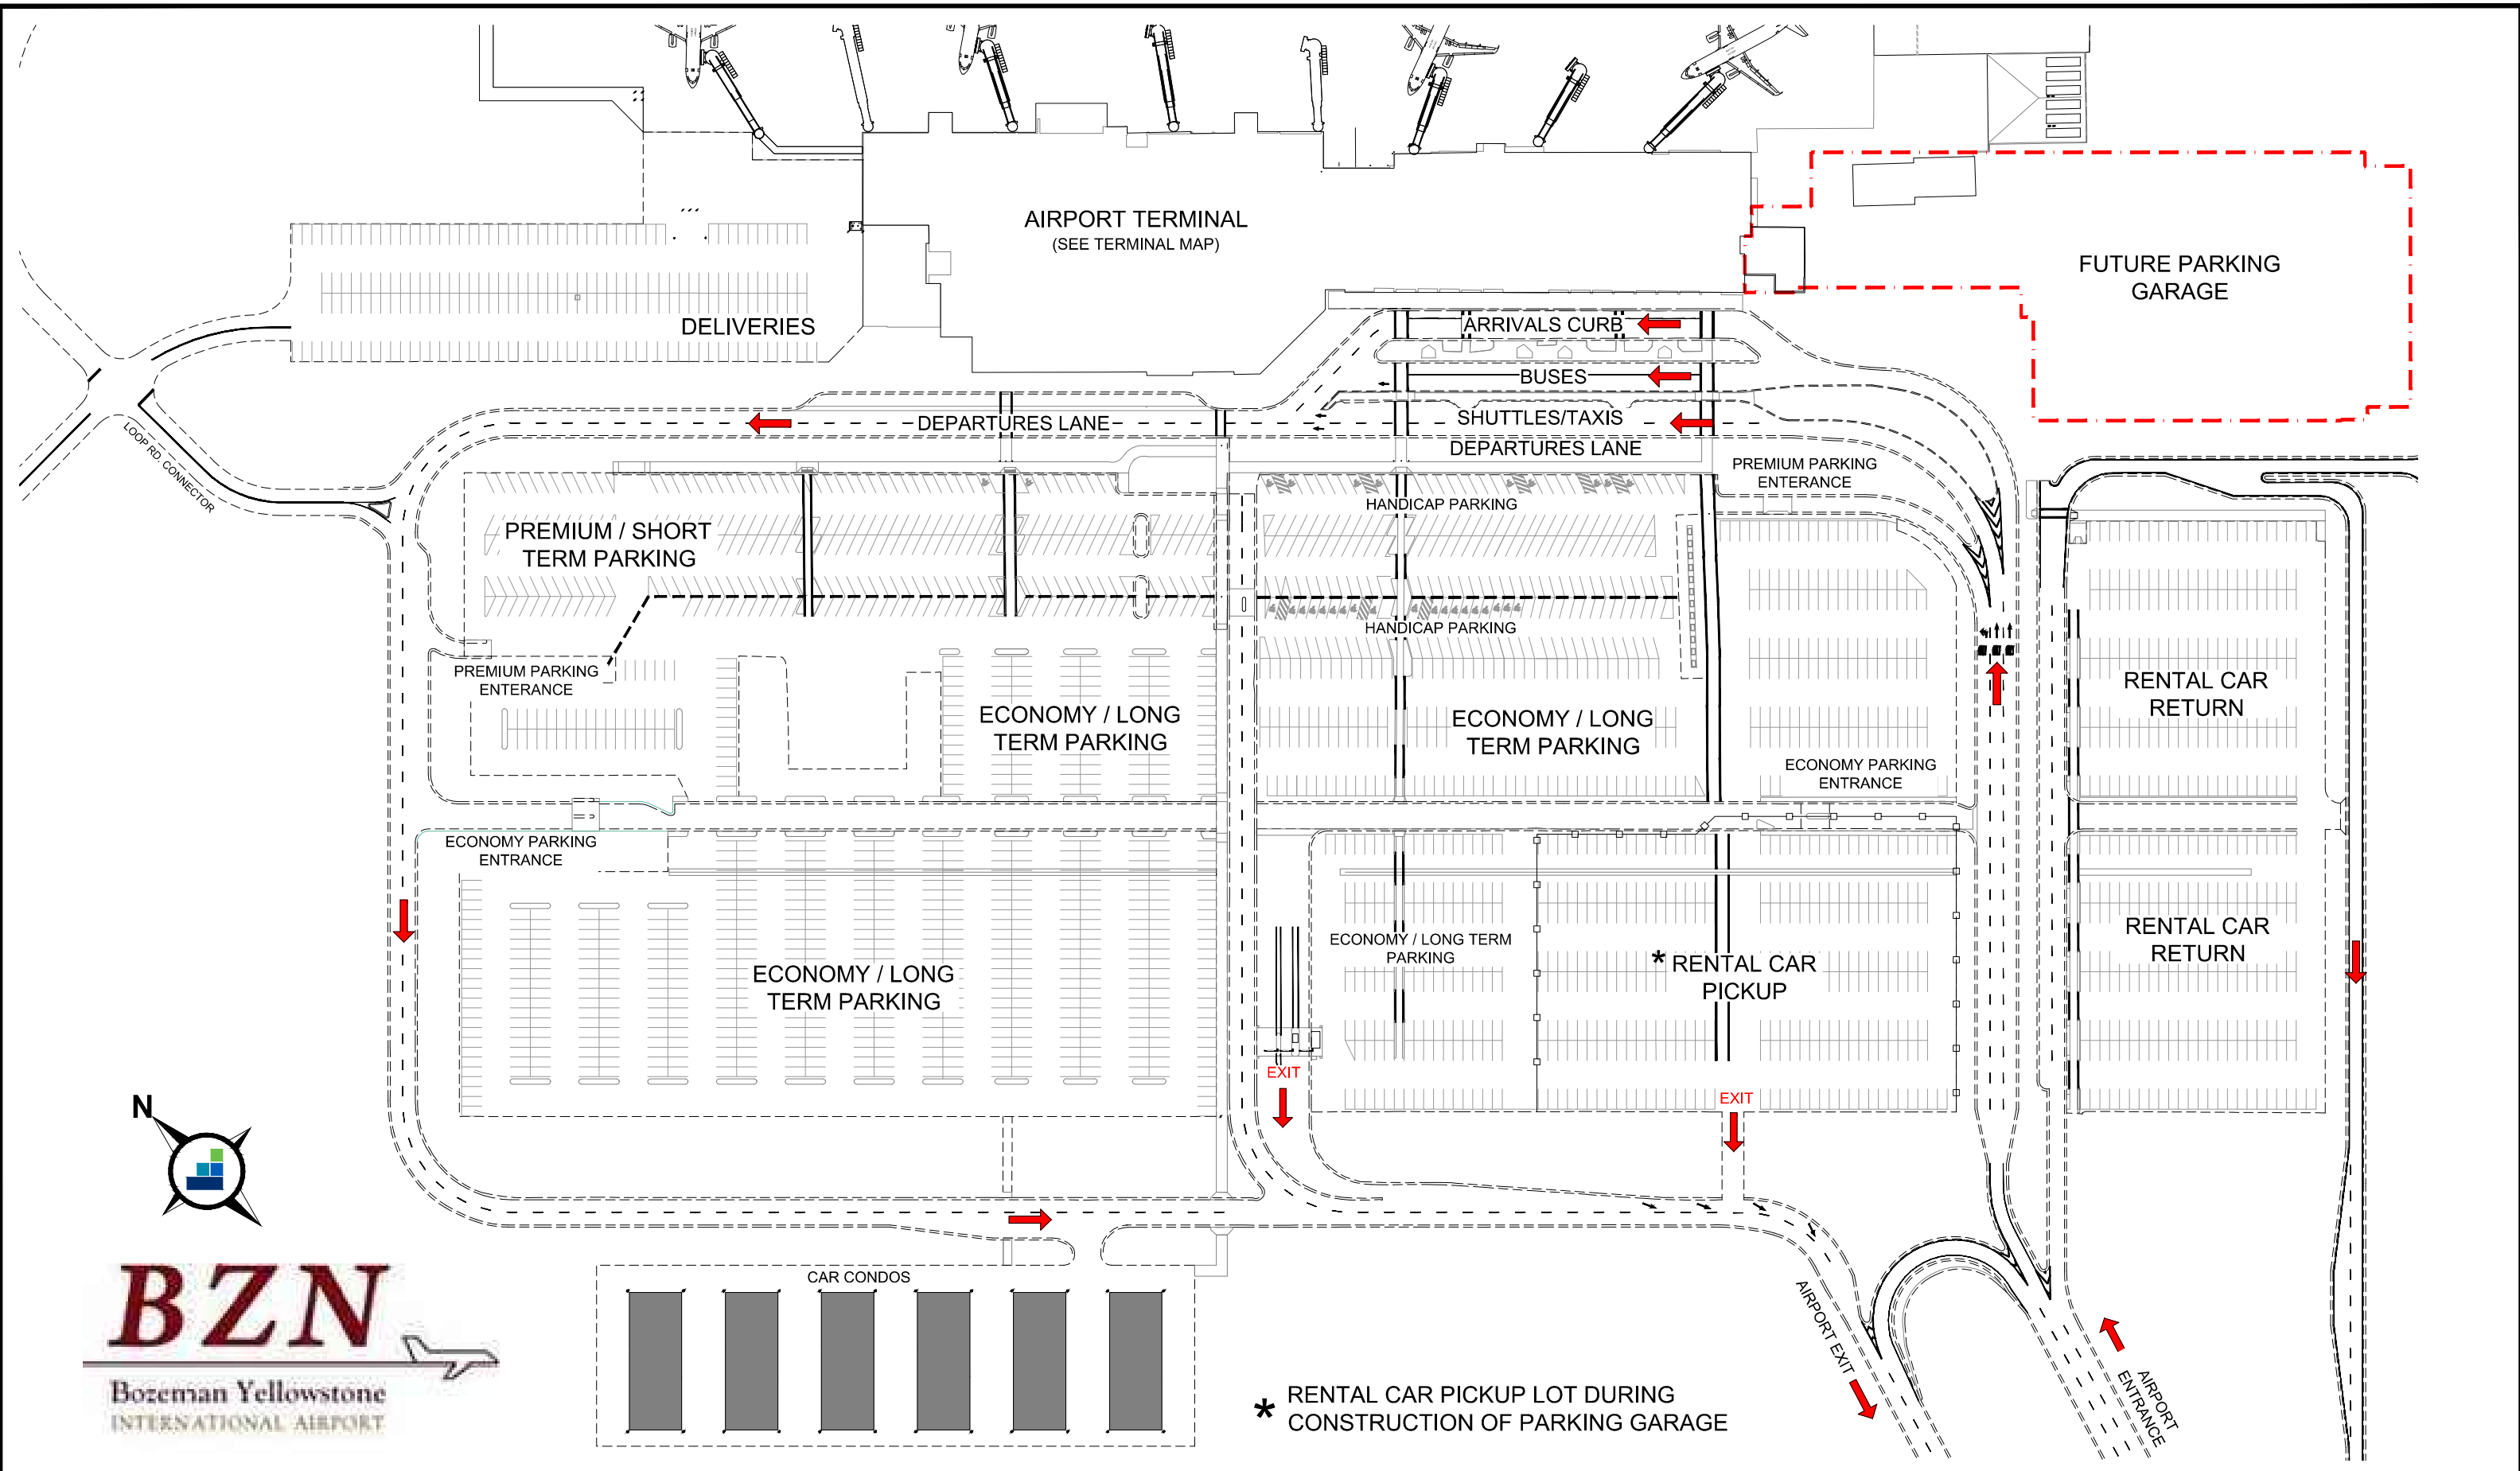 AIRPORT TERMINAL
(SEE TERMINAL MAP)
FUTURE PARKING
GARAGE
DELIVERIES
ARRIVALS CURB
BUSES
SHUTTLES/TAXIS
DEPARTURES LANE
DEPARTURES LANE
LOOP RD. CONNECTOR
PREMIUM PARKING
ENTERANCE
HANDICAP PARKING
PREMIUM / SHORT
TERM PARKING
HANDICAP PARKING
PREMIUM PARKING
ENTERANCE
RENTAL CAR
RETURN
ECONOMY / LONG
TERM PARKING
ECONOMY / LONG
TERM PARKING
ECONOMY PARKING
ENTRANCE
ECONOMY PARKING
ENTRANCE
RENTAL CAR
RETURN
ECONOMY / LONG TERM
PARKING
* RENTAL CAR
PICKUP
ECONOMY / LONG
TERM PARKING
EXIT
EXIT
N
CAR CONDOS
AIRPORT EXIT
AIRPORT
ENTRANCE
BZN
Bozeman Yellowstone
INTERNATIONAL AIRPORT
* RENTAL CAR PICKUP LOT DURING
CONSTRUCTION OF PARKING GARAGE